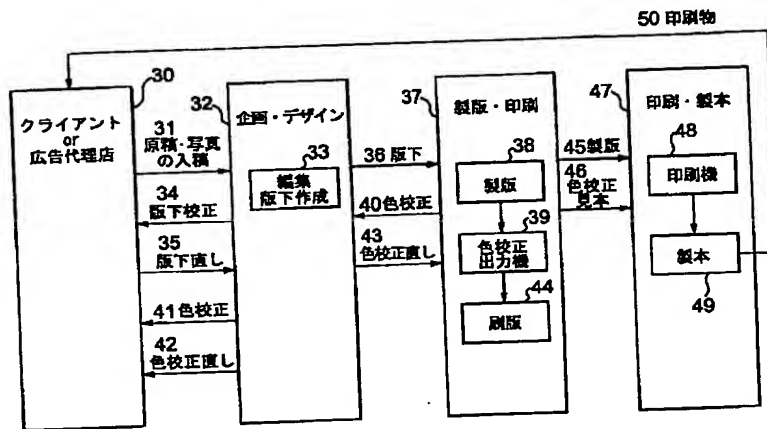 50 印刷物
30
クライアント
or
広告代理店
31
原稿・写真
の入稿
34
版下校正
35
版下直し
41 色校正
42
色校正直し
32
企画・デザイン
33
編集
版下作成
36 版下
40 色校正
43
色校正直し
37
製版・印刷
38
製版
39
色校正
出力機
44
刷版
45 製版
46
色校正
見本
47
印刷・製本
48
印刷機
製本
49